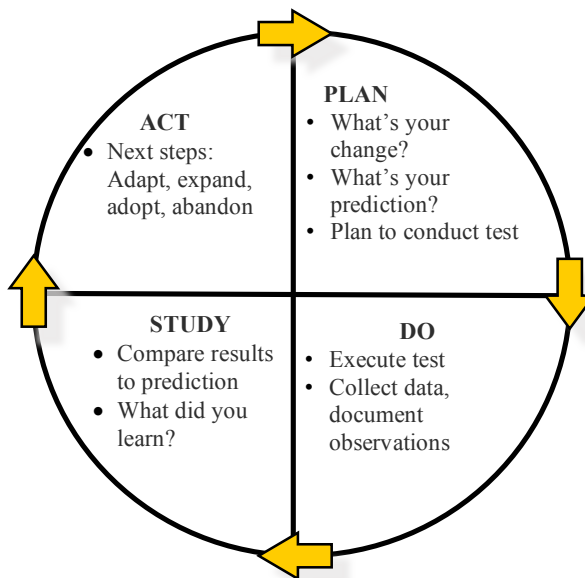 PLAN
• What’s your
change?
• What’s your
prediction?
• Plan to conduct test
DO
• Execute test
• Collect data,
document
observations
STUDY
• Compare results
to prediction
• What did you
learn?
ACT
• Next steps:
Adapt, expand,
adopt, abandon